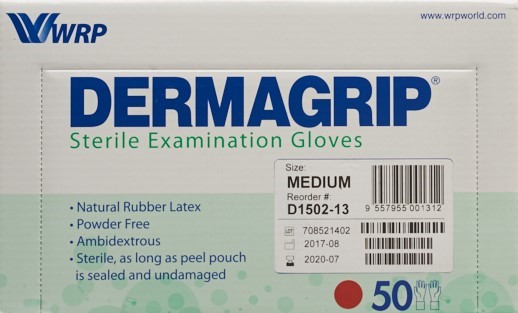 WRP
www.wrpworld.com
DERMAGRIP®
Sterile Examination Gloves
Size:
MEDIUM
Reorder #:
D1502-13
9 557955 001312
• Natural Rubber Latex
• Powder Free
• Ambidextrous
• Sterile, as long as peel pouch
is sealed and undamaged
LOT 708521402
2017-08
2020-07
50